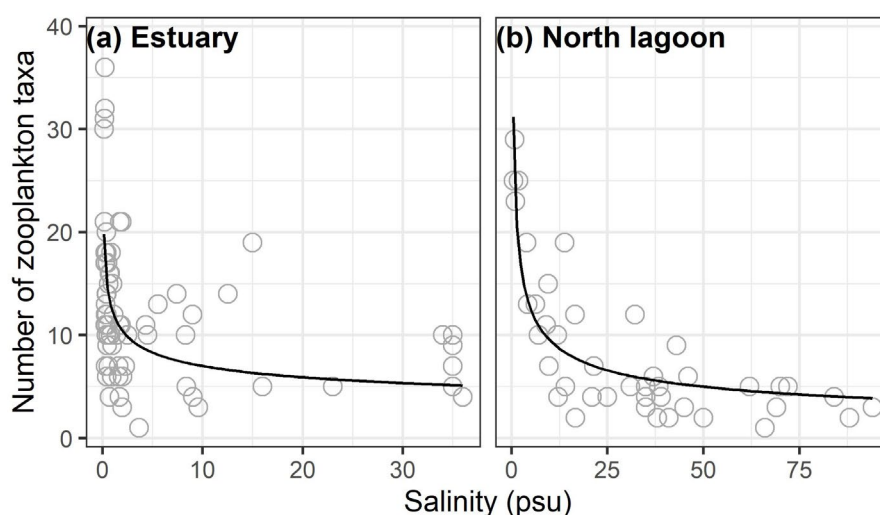 (a) Estuary
(b) North lagoon
Number of zooplankton taxa
40
30
20
10
0
0 10 20 30
0 25 50 75
Salinity (psu)